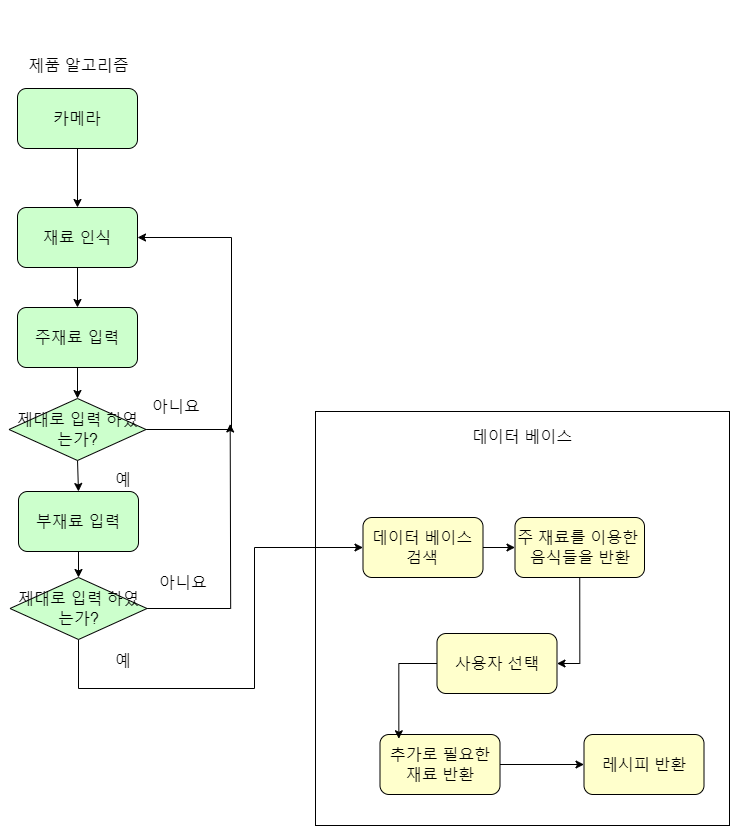 제품 알고리즘
카메라
재료 인식
주재료 입력
제대로 입력 하였
는가?
아니요
예
부재료 입력
제대로 입력 하였
는가?
아니요
예
데이터 베이스
데이터 베이스
검색
주 재료를 이용한
음식들을 반환
사용자 선택
추가로 필요한
재료 반환
레시피 반환